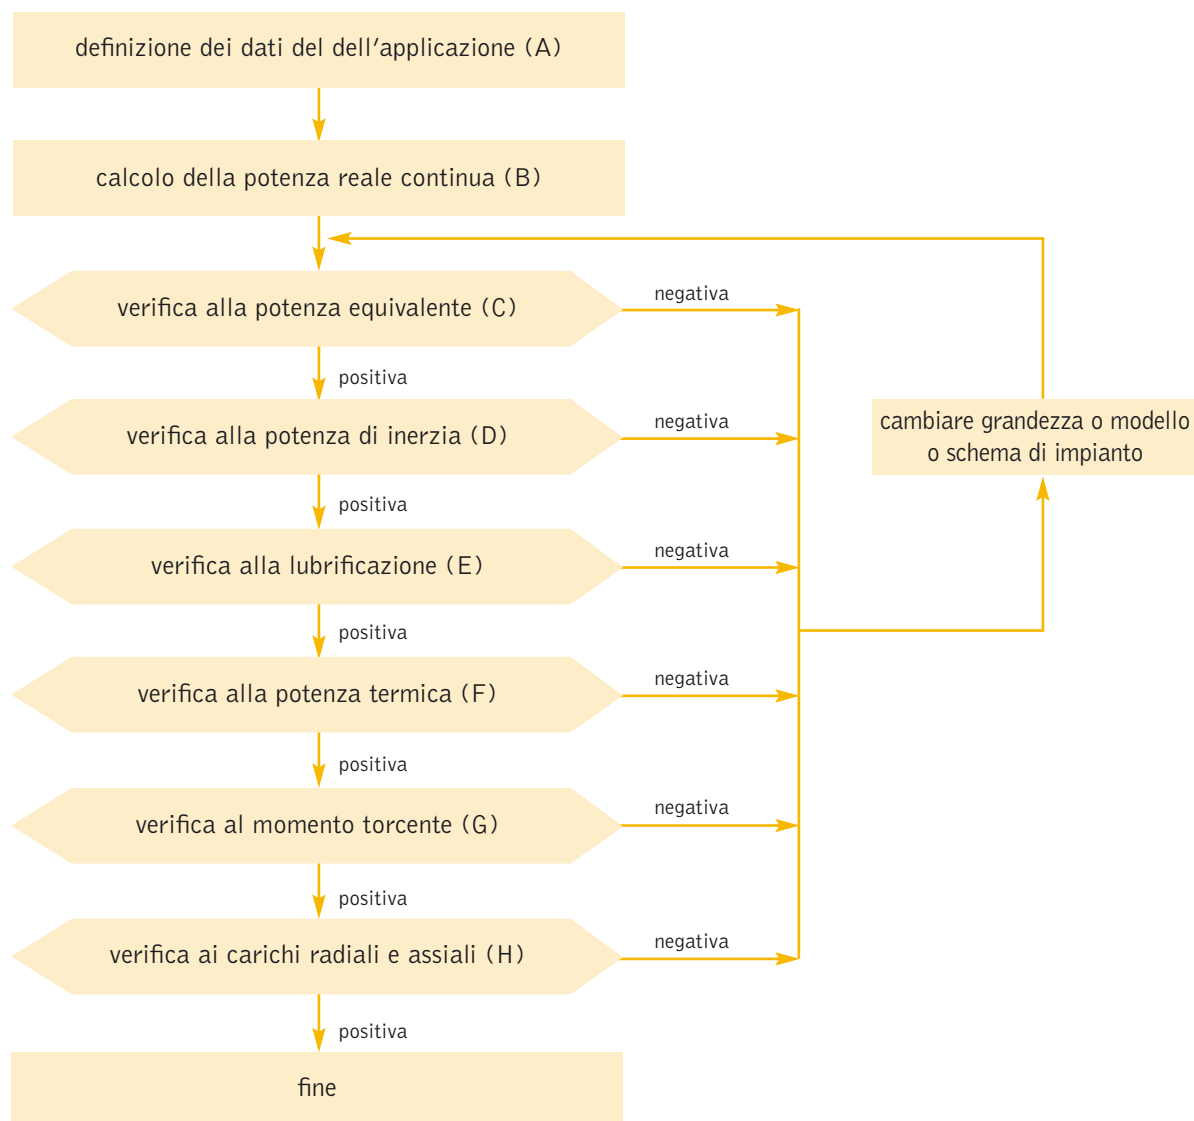 definizione dei dati del dell’applicazione (A)
calcolo della potenza reale continua (B)
verifica alla potenza equivalente (C)
negativa
positiva
cambiare grandezza o modello
o schema di impianto
verifica alla potenza di inerzia (D)
negativa
positiva
verifica alla lubrificazione (E)
negativa
positiva
verifica alla potenza termica (F)
negativa
positiva
verifica al momento torcente (G)
negativa
positiva
verifica ai carichi radiali e assiali (H)
negativa
positiva
fine